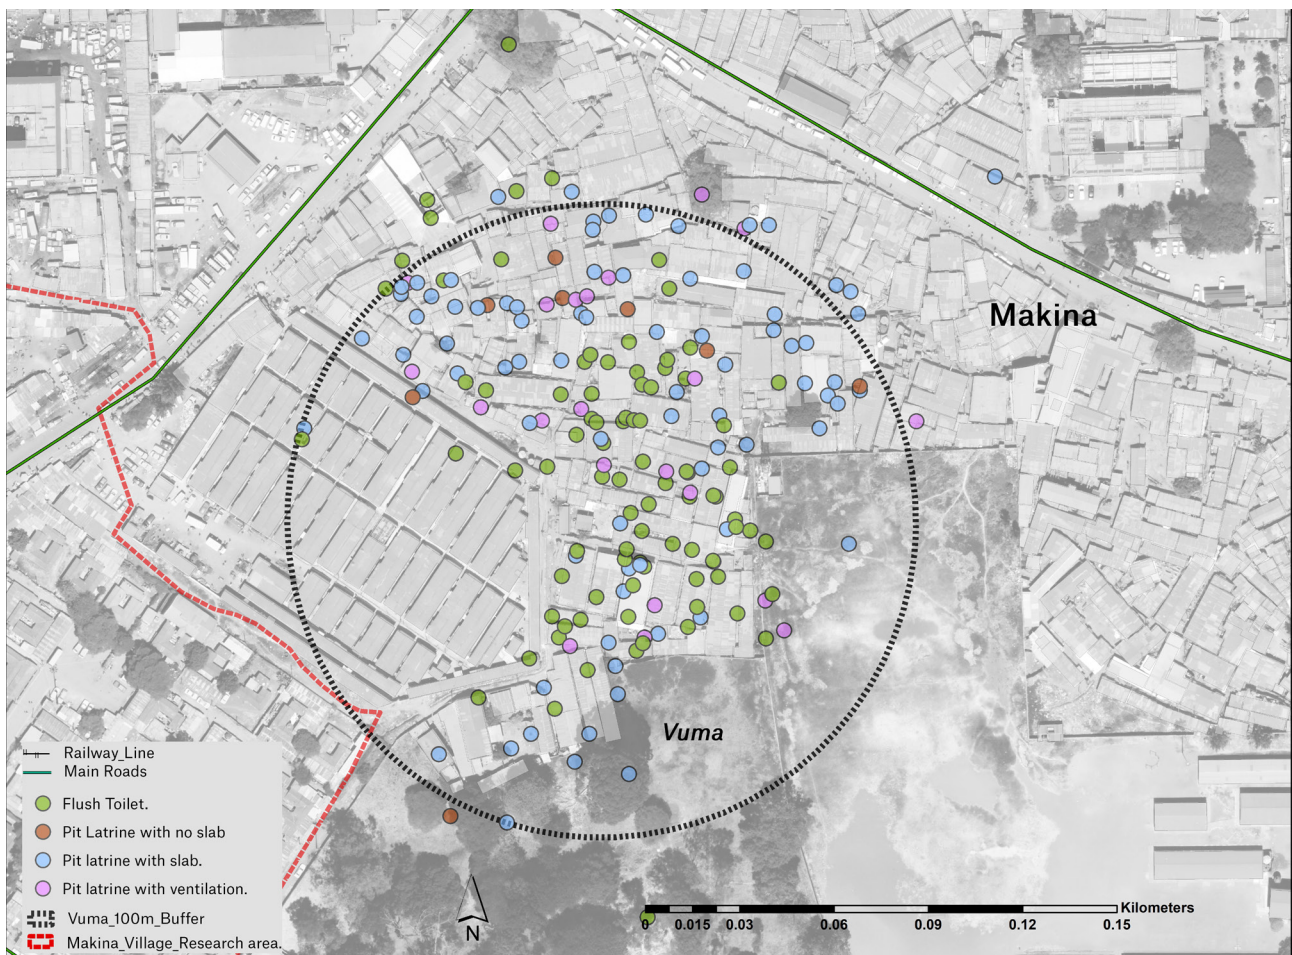 Makina
Vuma
Railway_Line
Main Roads
Flush Toilet.
Pit Latrine with no slab
Pit latrine with slab.
Pit latrine with ventilation.
Vuma_100m_Buffer
Makina_Village_Research area.
N
Kilometers
0 0.015 0.03 0.06 0.09 0.12 0.15